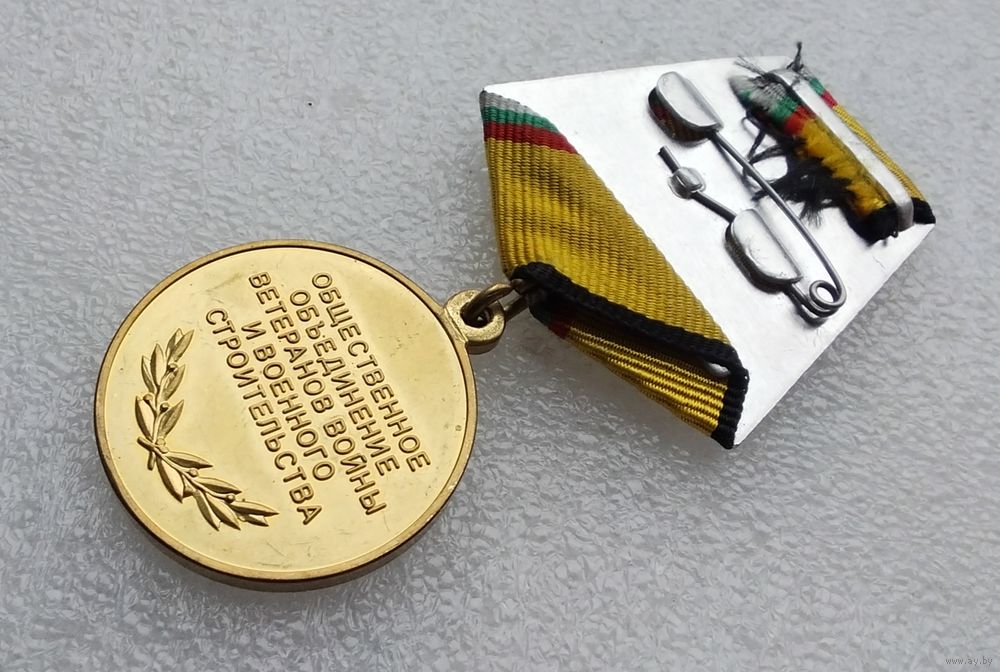 ОБЩЕСТВЕННОЕ
ОБЪЕДИНЕНИЕ
ВЕТЕРАНОВ ВОЙНЫ
И ВОЕННОГО
СТРОИТЕЛЬСТВА
www.ay.by